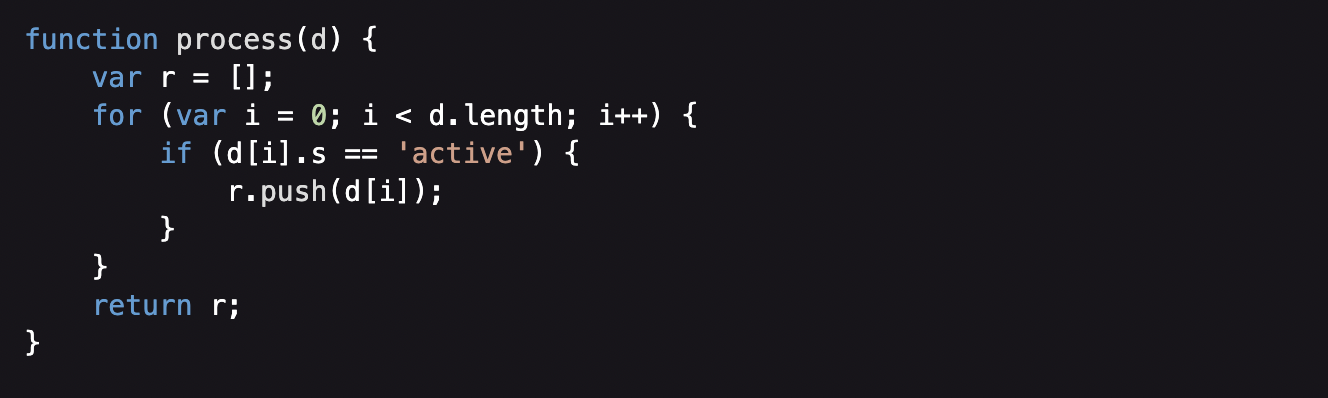 function process(d) {
    var r = [];
    for (var i = 0; i < d.length; i++) {
        if (d[i].s == 'active') {
            r.push(d[i]);
        }
    }
    return r;
}